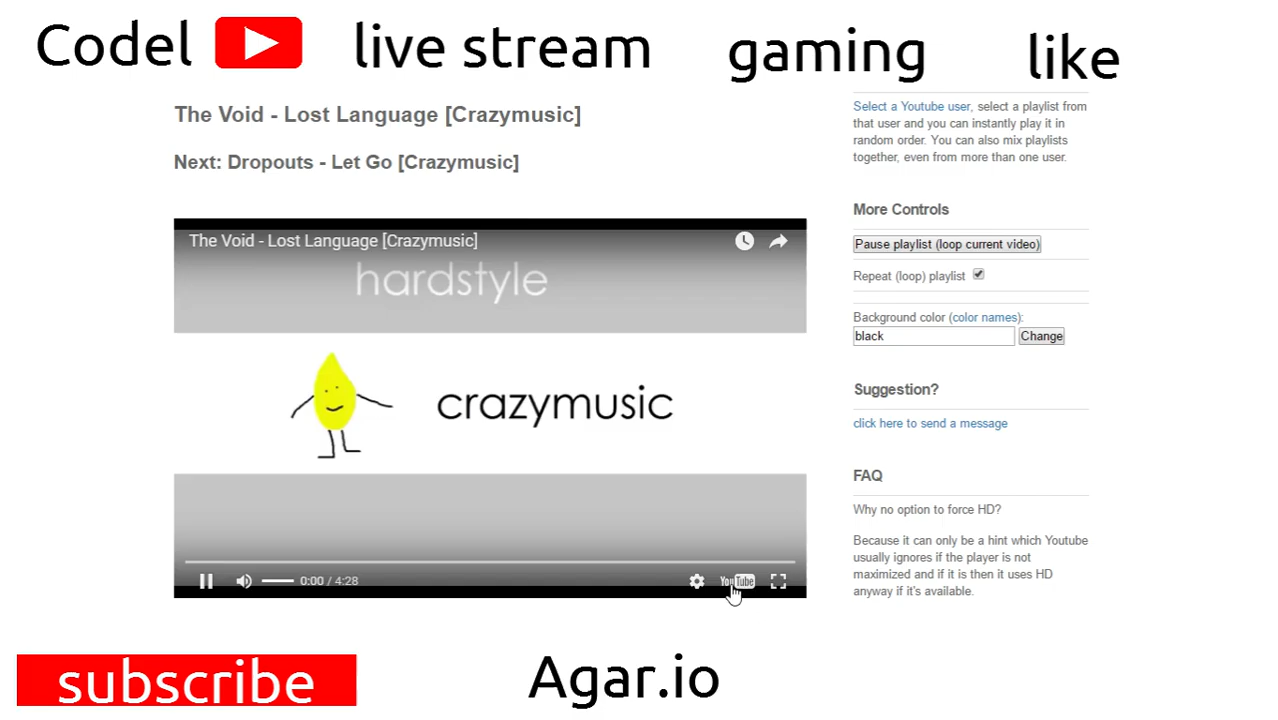 Codel live stream gaming like
The Void - Lost Language [Crazymusic]
Next: Dropouts - Let Go [Crazymusic]
The Void - Lost Language [Crazymusic]
hardstyle
crazymusic
0:00 / 4:28
YouTube
Select a Youtube user, select a playlist from
that user and you can instantly play it in
random order. You can also mix playlists
together, even from more than one user.
More Controls
Pause playlist (loop current video)
Repeat (loop) playlist
Background color (color names):
black Change
Suggestion?
click here to send a message
FAQ
Why no option to force HD?
Because it can only be a hint which Youtube
usually ignores if the player is not
maximized and if it is then it uses HD
anyway if it's available.
subscribe Agar.io